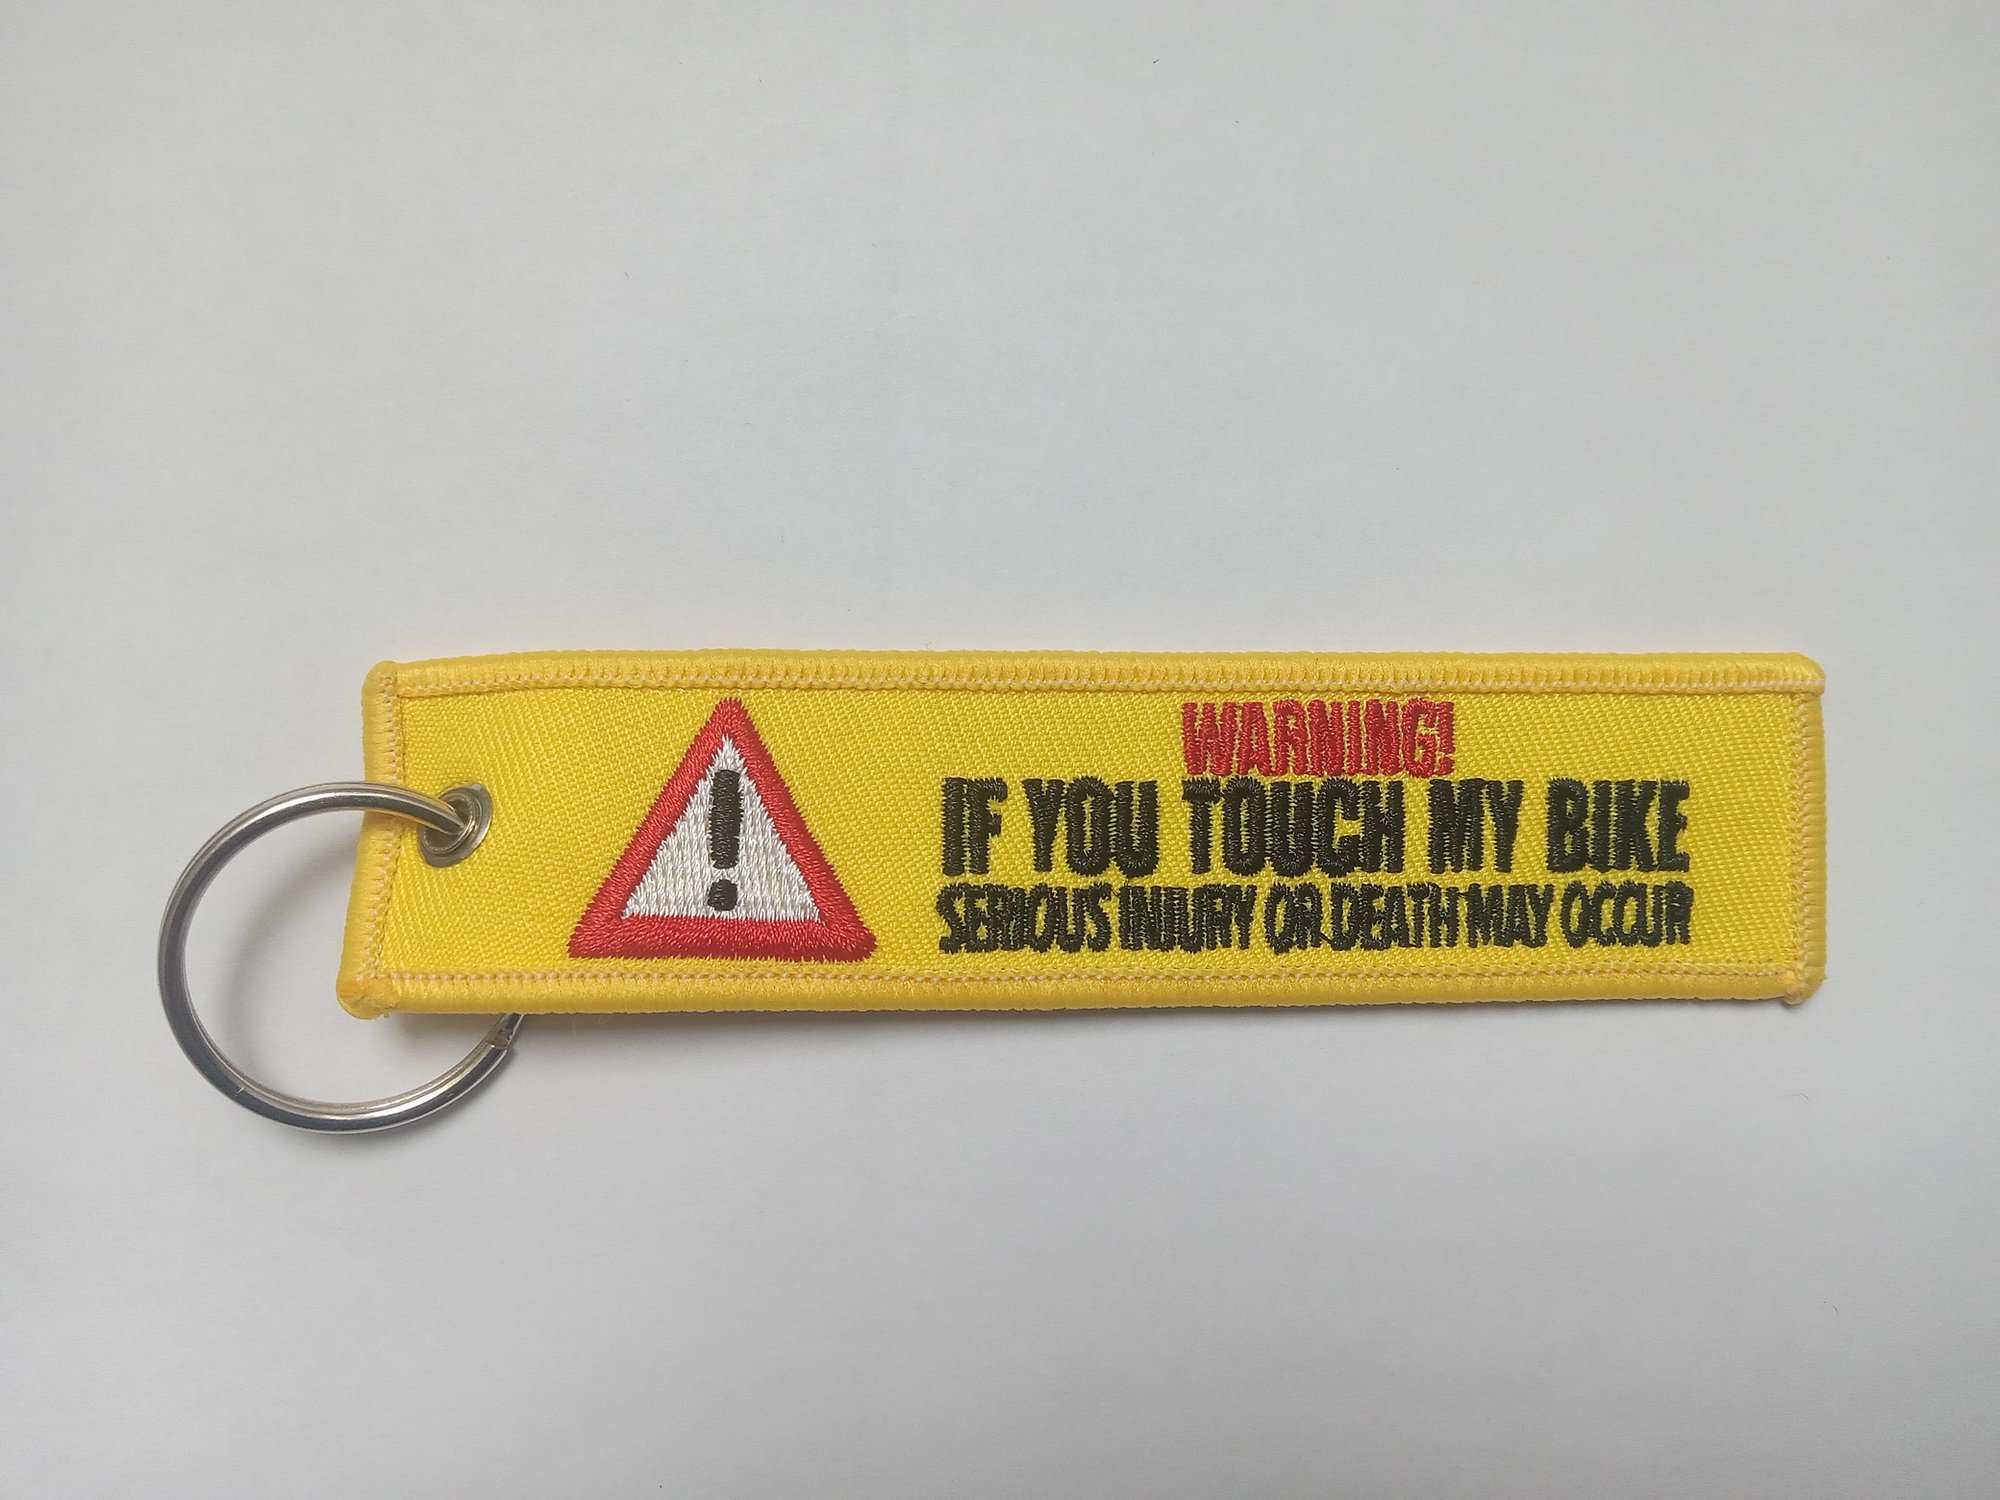 WARNING!
IF YOU TOUCH MY BIKE
SERIOUS INJURY OR DEATH MAY OCCUR